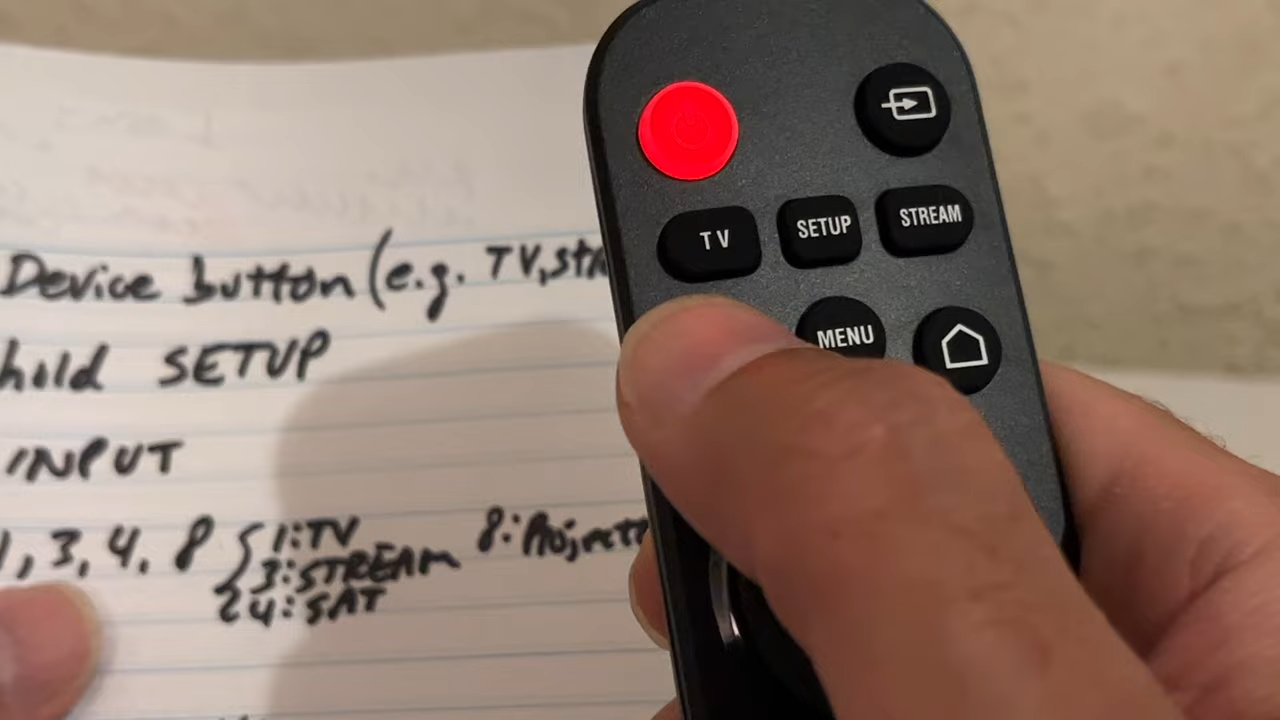 TV
SETUP
STREAM
MENU
Device button (e.g. TV,
hold SETUP
INPUT
1, 3, 4, 8 { 1:TV
3:STREAM
4:SAT
8: